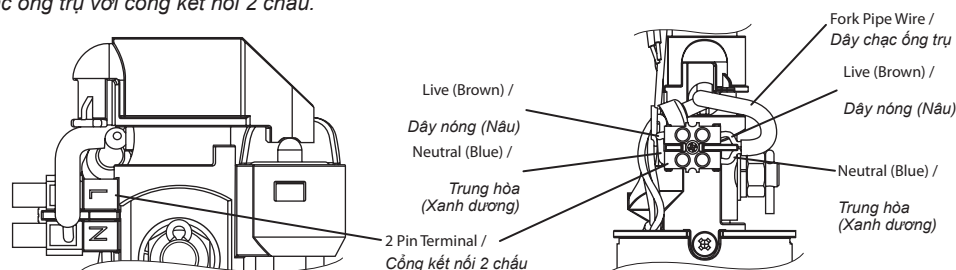 ống trụ với cổng kết nối 2 chấu.
Fork Pipe Wire /
Dây chạc ống trụ
Live (Brown) /
Dây nóng (Nâu)
Neutral (Blue) /
Trung hòa
(Xanh dương)
2 Pin Terminal /
Cổng kết nối 2 chấu
Live (Brown) /
Dây nóng (Nâu)
Neutral (Blue) /
Trung hòa
(Xanh dương)
L
N